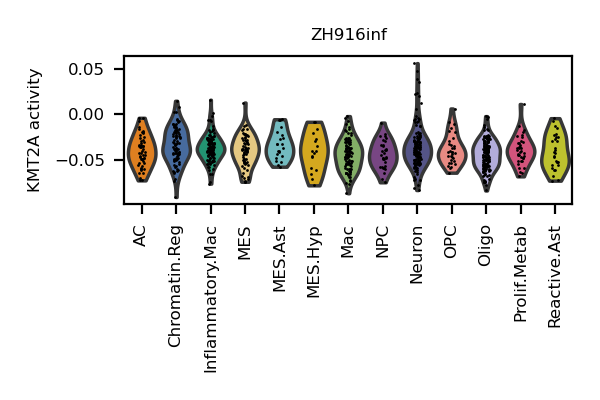 ZH916inf
KMT2A activity
0.05
0.00
−0.05
AC
Chromatin.Reg
Inflammatory.Mac
MES
MES.Ast
MES.Hyp
Mac
NPC
Neuron
OPC
Oligo
Prolif.Metab
Reactive.Ast